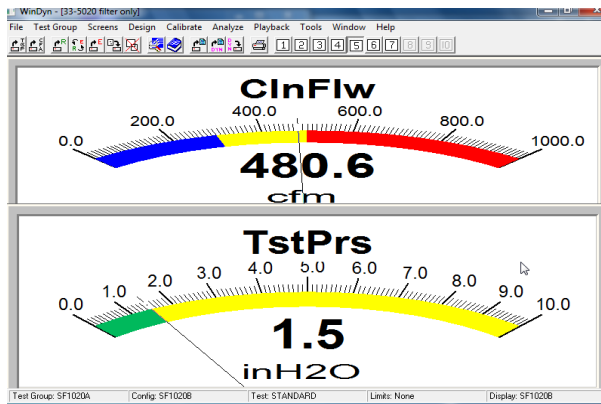 WinDyn - [33-5020 filter only]
File Test Group Screens Design Calibrate Analyze Playback Tools Window Help
1 2 3 4 5 6 7 8 9 10
ClnFlw
0.0 200.0 400.0 600.0 800.0 1000.0
480.6
cfm
TstPrs
0.0 1.0 2.0 3.0 4.0 5.0 6.0 7.0 8.0 9.0 10.0
1.5
inH2O
Test Group: SF1020A Config: SF1020B Test: STANDARD Limits: None Display: SF1020B